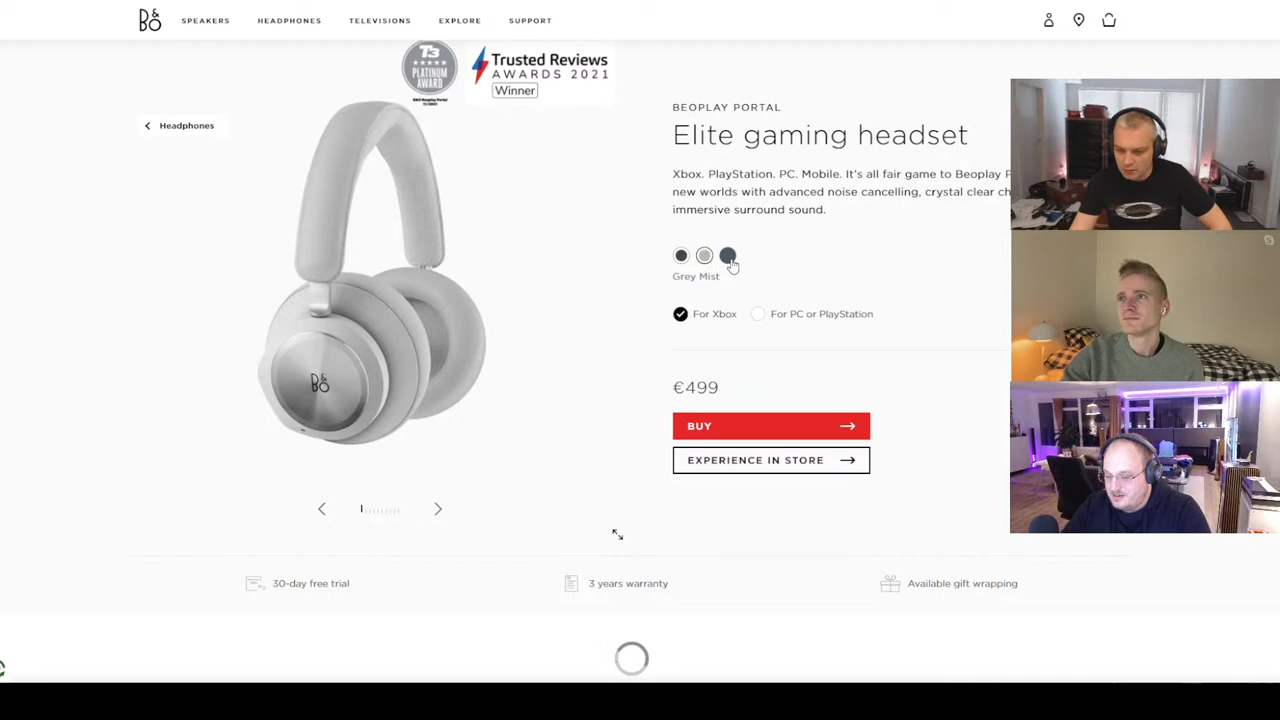 B&O
SPEAKERS
HEADPHONES
TELEVISIONS
EXPLORE
SUPPORT
T3
PLATINUM
AWARD
Trusted Reviews
AWARDS 2021
Winner
Headphones
B&O
BEOPLAY PORTAL
Elite gaming headset
Xbox. PlayStation. PC. Mobile. It's all fair game to Beoplay
new worlds with advanced noise cancelling, crystal clear
immersive surround sound.
Grey Mist
For Xbox
For PC or PlayStation
€499
BUY
EXPERIENCE IN STORE
30-day free trial
3 years warranty
Available gift wrapping